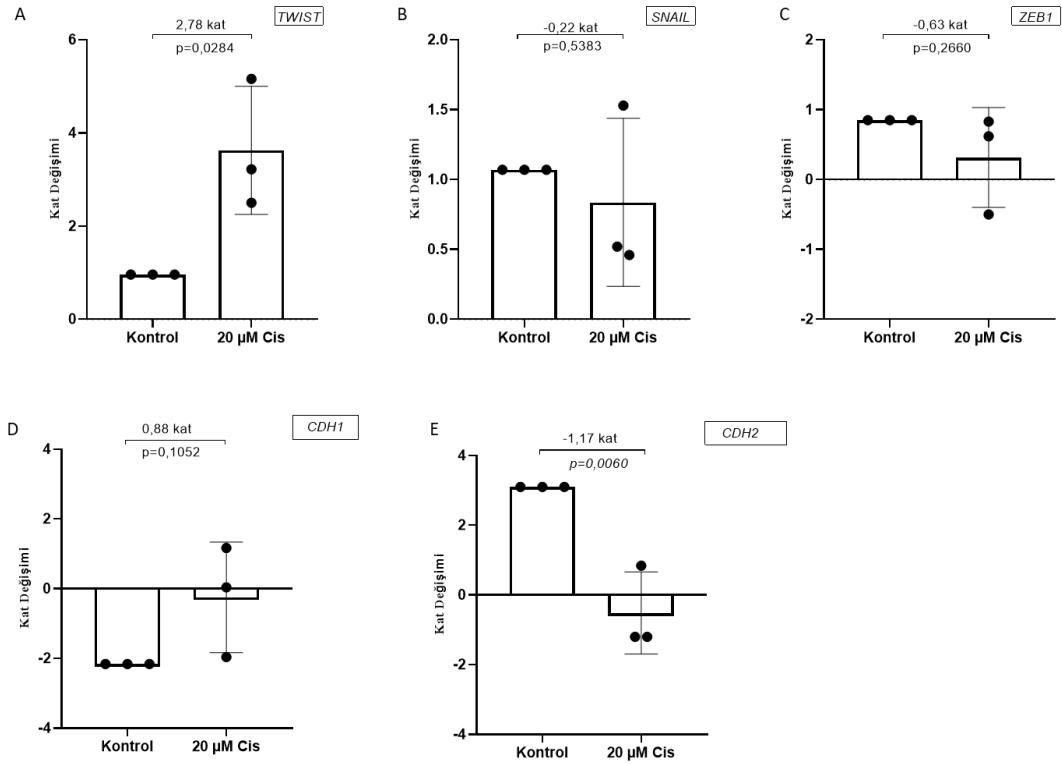 A
TWIST
2,78 kat
p=0,0284
Kat Değişimi
6
4
2
0
Kontrol
20 µM Cis
B
SNAIL
-0,22 kat
p=0,5383
Kat Değişimi
2.0
1.5
1.0
0.5
0.0
Kontrol
20 µM Cis
C
ZEB1
-0,63 kat
p=0,2660
Kat Değişimi
2
1
0
-1
-2
Kontrol
20 µM Cis
D
CDH1
0,88 kat
p=0,1052
Kat Değişimi
4
2
0
-2
-4
Kontrol
20 µM Cis
E
CDH2
-1,17 kat
p=0,0060
Kat Değişimi
4
2
0
-2
-4
Kontrol
20 µM Cis